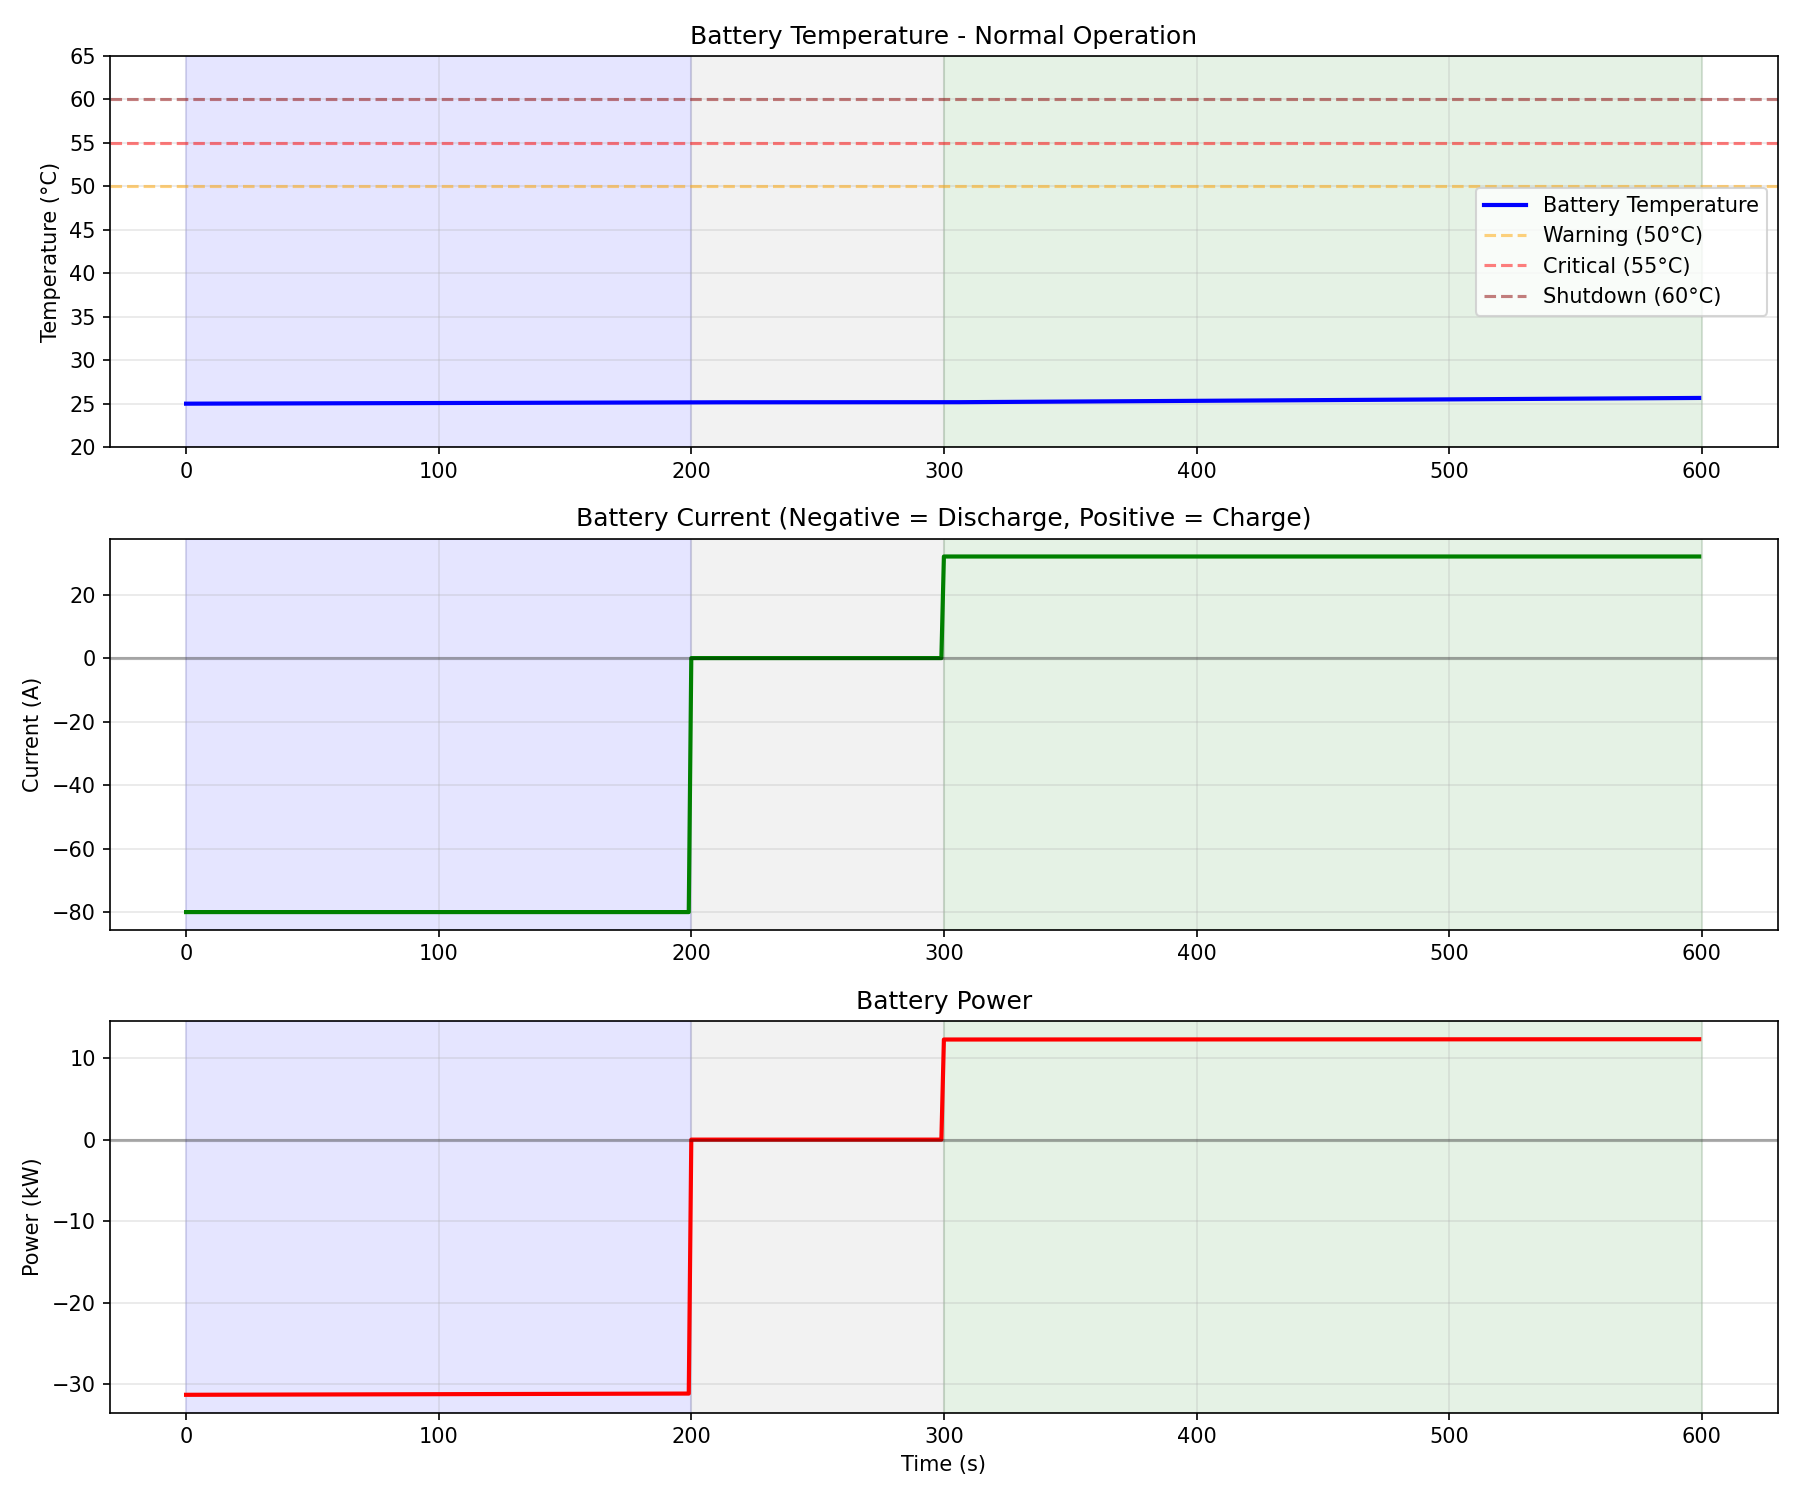 Battery Temperature - Normal Operation
Temperature (°C)
65
60
55
50
45
40
35
30
25
20
Battery Temperature
Warning (50°C)
Critical (55°C)
Shutdown (60°C)
0 100 200 300 400 500 600
Battery Current (Negative = Discharge, Positive = Charge)
Current (A)
20
0
−20
−40
−60
−80
0 100 200 300 400 500 600
Battery Power
Power (kW)
10
0
−10
−20
−30
0 100 200 300 400 500 600
Time (s)